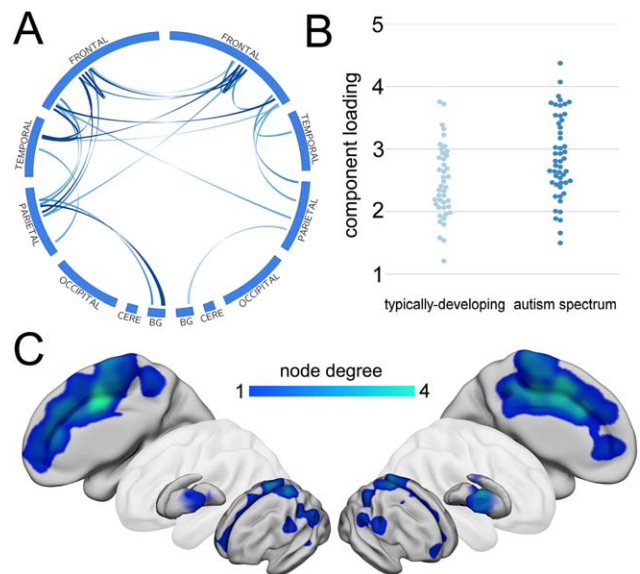 A
FRONTAL
FRONTAL
TEMPORAL
TEMPORAL
PARIETAL
PARIETAL
OCCIPITAL
OCCIPITAL
CERE
BG
BG
CERE
B
component loading
5
4
3
2
1
typically-developing
autism spectrum
C
node degree
1
4